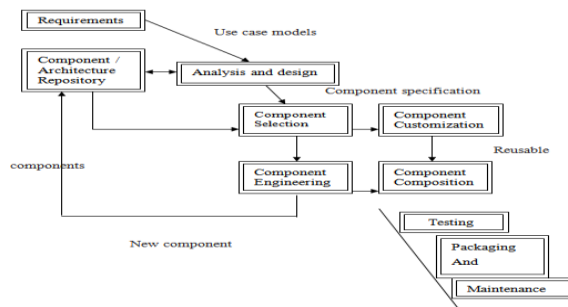 Requirements
Use case models
Component /
Architecture
Repository
Analysis and design
Component specification
Component
Selection
Component
Customization
components
Reusable
Component
Engineering
Component
Composition
Testing
New component
Packaging
And
Maintenance